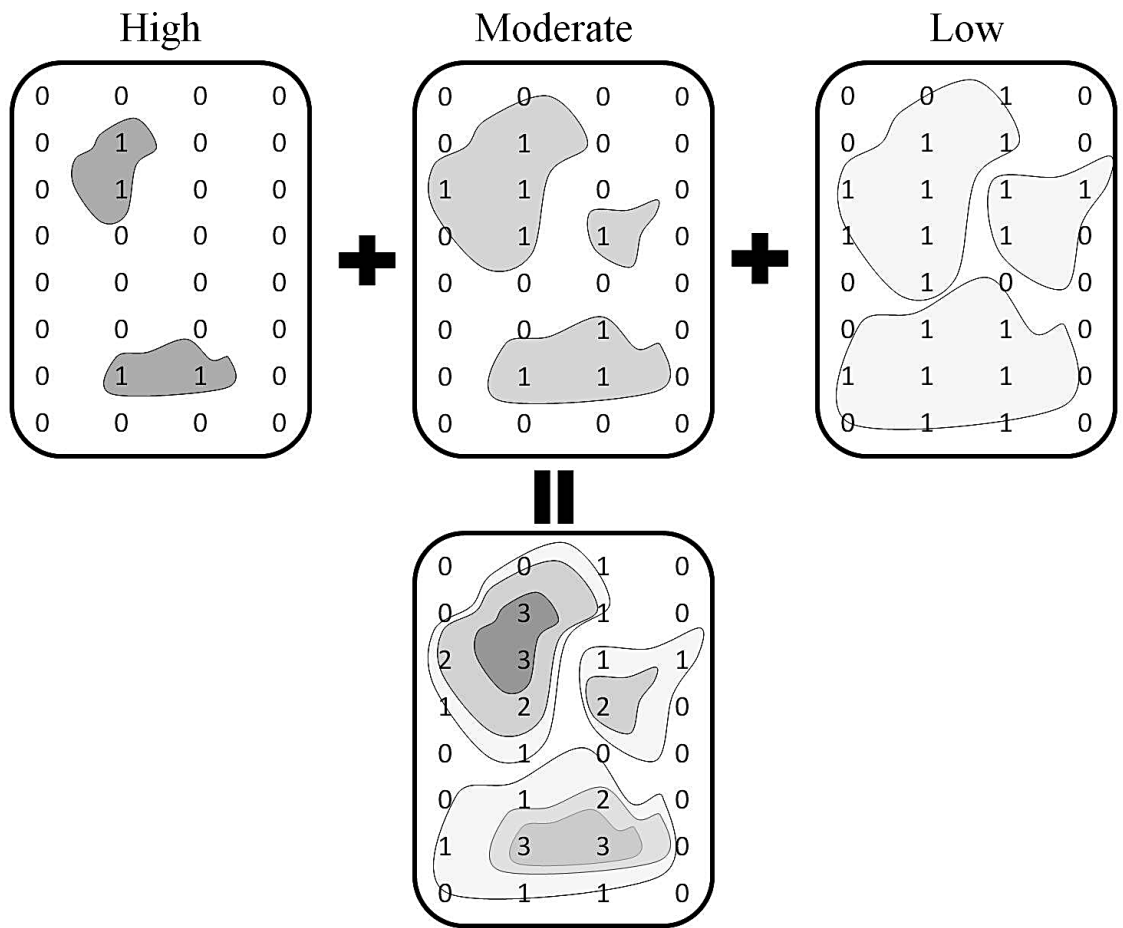 High Moderate Low
0 0 0 0 0 0 0 0 0 0 1 0
0 1 0 0 0 1 0 0 0 1 1 0
0 1 0 0 1 1 0 0 1 1 1 1
0 0 0 0 + 0 1 1 0 + 1 1 1 0
0 0 0 0 0 0 0 0 0 1 0 0
0 0 0 0 0 0 1 0 0 1 1 0
0 1 1 0 0 1 1 0 1 1 1 0
0 0 0 0 0 0 0 0 0 1 1 0
=
0 0 1 0
0 3 1 0
2 3 1 1
1 2 2 0
0 1 0 0
0 1 2 0
1 3 3 0
0 1 1 0